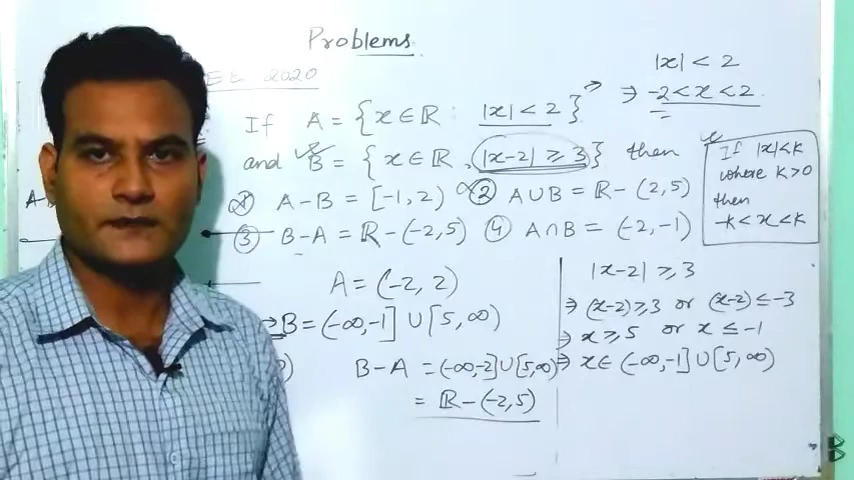 Problems
2020
If A = {x ∈ ℝ : |x| < 2}
and B = {x ∈ ℝ, |x-2| ≥ 3} then
① A-B = [-1, 2) ② A∪B = ℝ - (2,5)
③ B-A = ℝ-(-2,5) ④ A∩B = (-2,-1)
|x| < 2
⇒ -2 < x < 2
If |x|<k
where k>0
then
-k < x < k
A = (-2, 2)
B = (-∞,-1] ∪ [5, ∞)
B-A = (-∞,-2] ∪ [5,∞)
= ℝ-(-2,5)
|x-2| ≥ 3
⇒ (x-2) ≥ 3 or (x-2) ≤ -3
⇒ x ≥ 5 or x ≤ -1
⇒ x ∈ (-∞,-1] ∪ [5, ∞)